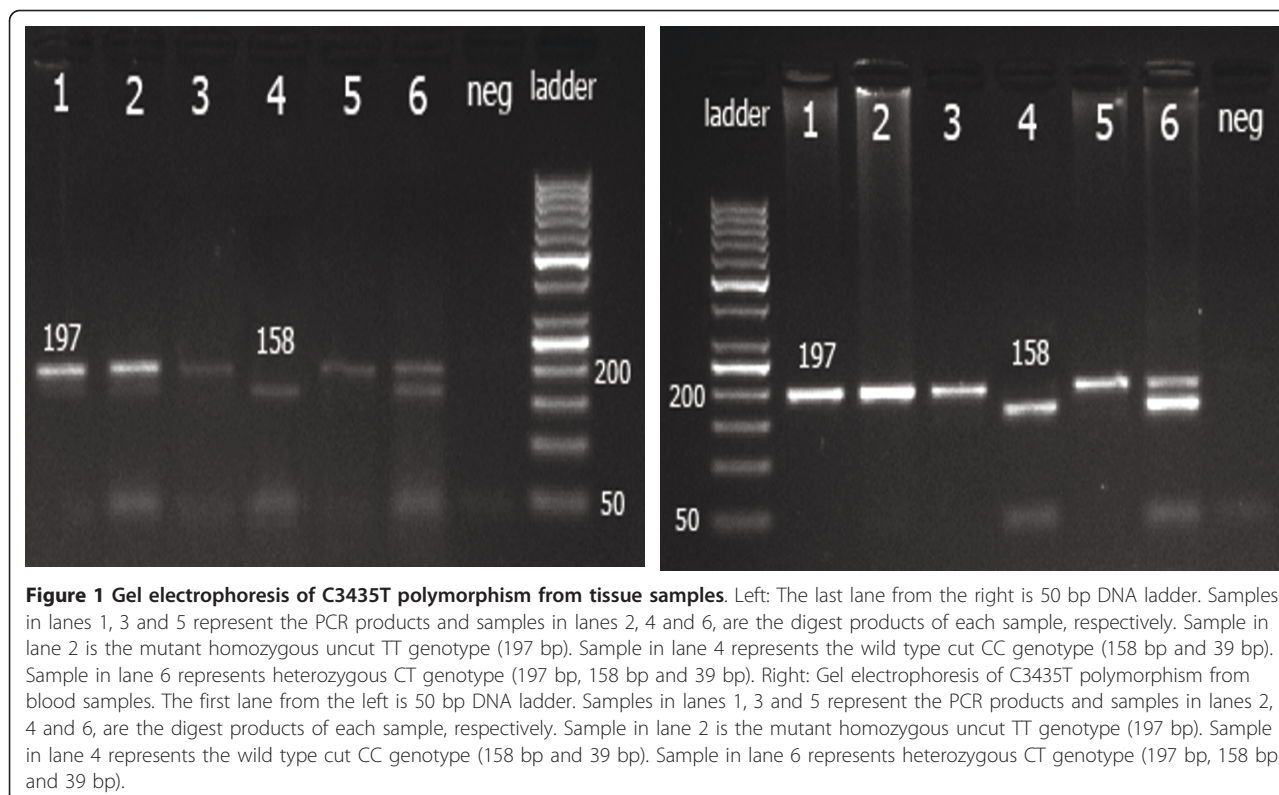 1 2 3 4 5 6 neg ladder
197
158
200
50
ladder 1 2 3 4 5 6 neg
197
158
200
50
Figure 1 Gel electrophoresis of C3435T polymorphism from tissue samples. Left: The last lane from the right is 50 bp DNA ladder. Samples
in lanes 1, 3 and 5 represent the PCR products and samples in lanes 2, 4 and 6, are the digest products of each sample, respectively. Sample in
lane 2 is the mutant homozygous uncut TT genotype (197 bp). Sample in lane 4 represents the wild type cut CC genotype (158 bp and 39 bp).
Sample in lane 6 represents heterozygous CT genotype (197 bp, 158 bp and 39 bp). Right: Gel electrophoresis of C3435T polymorphism from
blood samples. The first lane from the left is 50 bp DNA ladder. Samples in lanes 1, 3 and 5 represent the PCR products and samples in lanes 2,
4 and 6, are the digest products of each sample, respectively. Sample in lane 2 is the mutant homozygous uncut TT genotype (197 bp). Sample
in lane 4 represents the wild type cut CC genotype (158 bp and 39 bp). Sample in lane 6 represents heterozygous CT genotype (197 bp, 158 bp
and 39 bp).